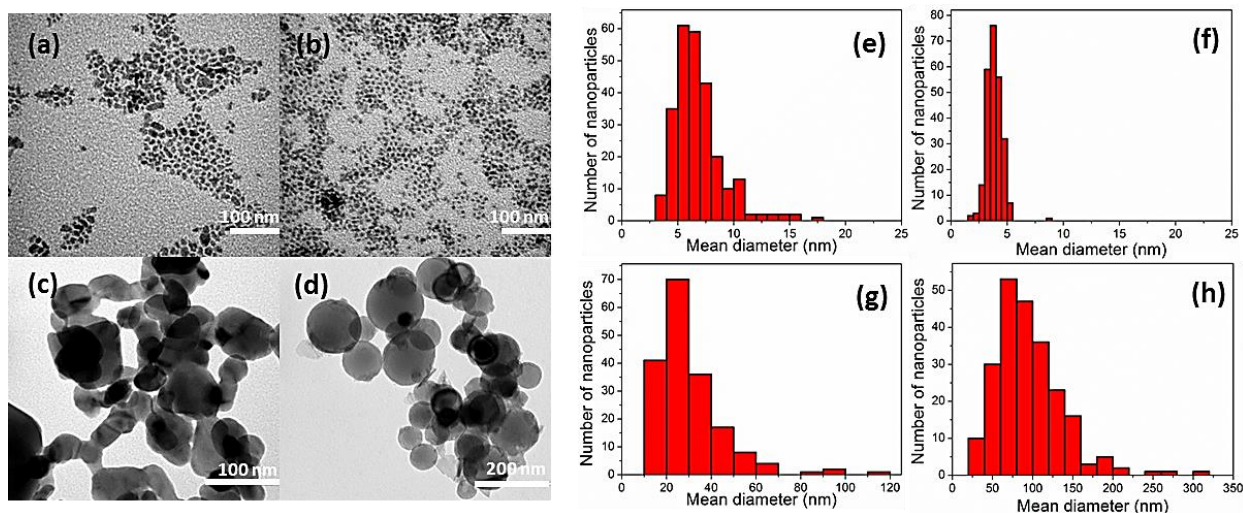 (a)
100 nm
(b)
100 nm
(c)
100 nm
(d)
200 nm
(e)
Number of nanoparticles
60
50
40
30
20
10
0
0 5 10 15 20 25
Mean diameter (nm)
(f)
Number of nanoparticles
80
70
60
50
40
30
20
10
0
0 5 10 15 20 25
Mean diameter (nm)
(g)
Number of nanoparticles
70
60
50
40
30
20
10
0
0 20 40 60 80 100 120
Mean diameter (nm)
(h)
Number of nanoparticles
50
40
30
20
10
0
0 50 100 150 200 250 300 350
Mean diameter (nm)